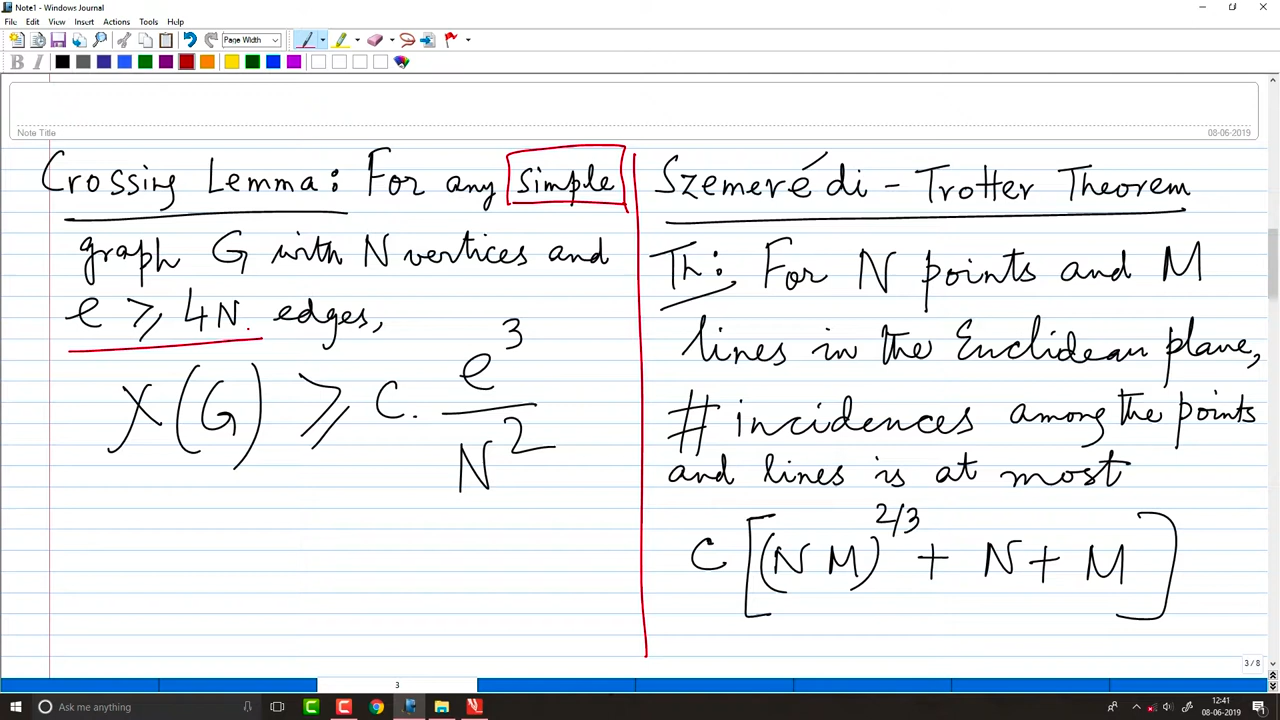 Note1 - Windows Journal
File Edit View Insert Actions Tools Help
Page Width
B I
Note Title
08-06-2019
Crossing Lemma: For any simple
graph G with N vertices and
e ⩾ 4N. edges,
X(G) ⩾ C. e^3 / N^2
Szemerédi - Trotter Theorem
Th: For N points and M
lines in the Euclidean plane,
# incidences among the points
and lines is at most
C [(N M)^2/3 + N + M]
3 / 8
3
Ask me anything
12:41
08-06-2019